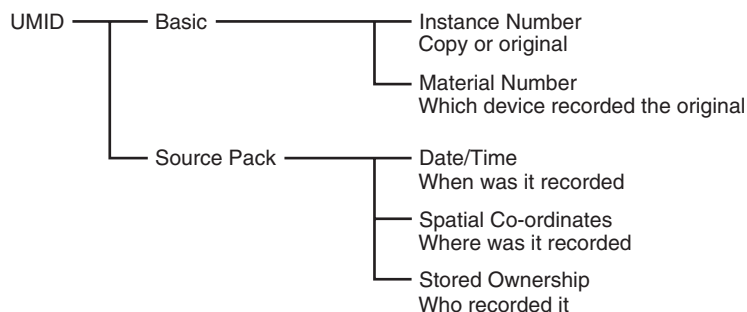 UMID
Basic
Instance Number
Copy or original
Material Number
Which device recorded the original
Source Pack
Date/Time
When was it recorded
Spatial Co-ordinates
Where was it recorded
Stored Ownership
Who recorded it